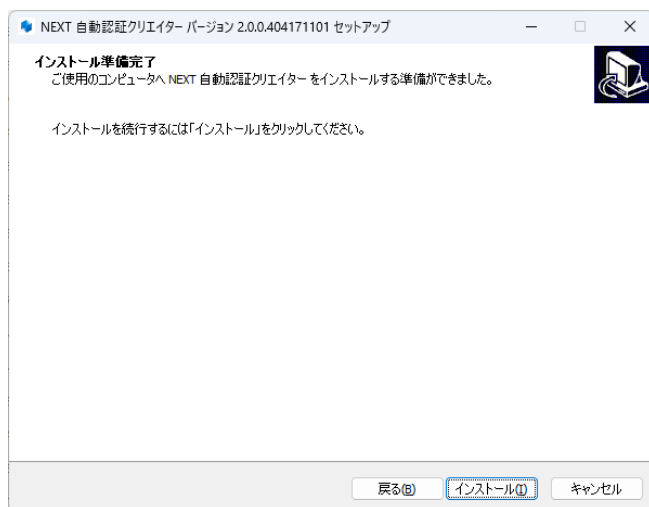 NEXT 自動認証クリエイター バージョン 2.0.0.404171101 セットアップ
インストール準備完了
ご使用のコンピュータへ NEXT 自動認証クリエイター をインストールする準備ができました。
インストールを続行するには「インストール」をクリックしてください。
戻る(B) インストール(I) キャンセル